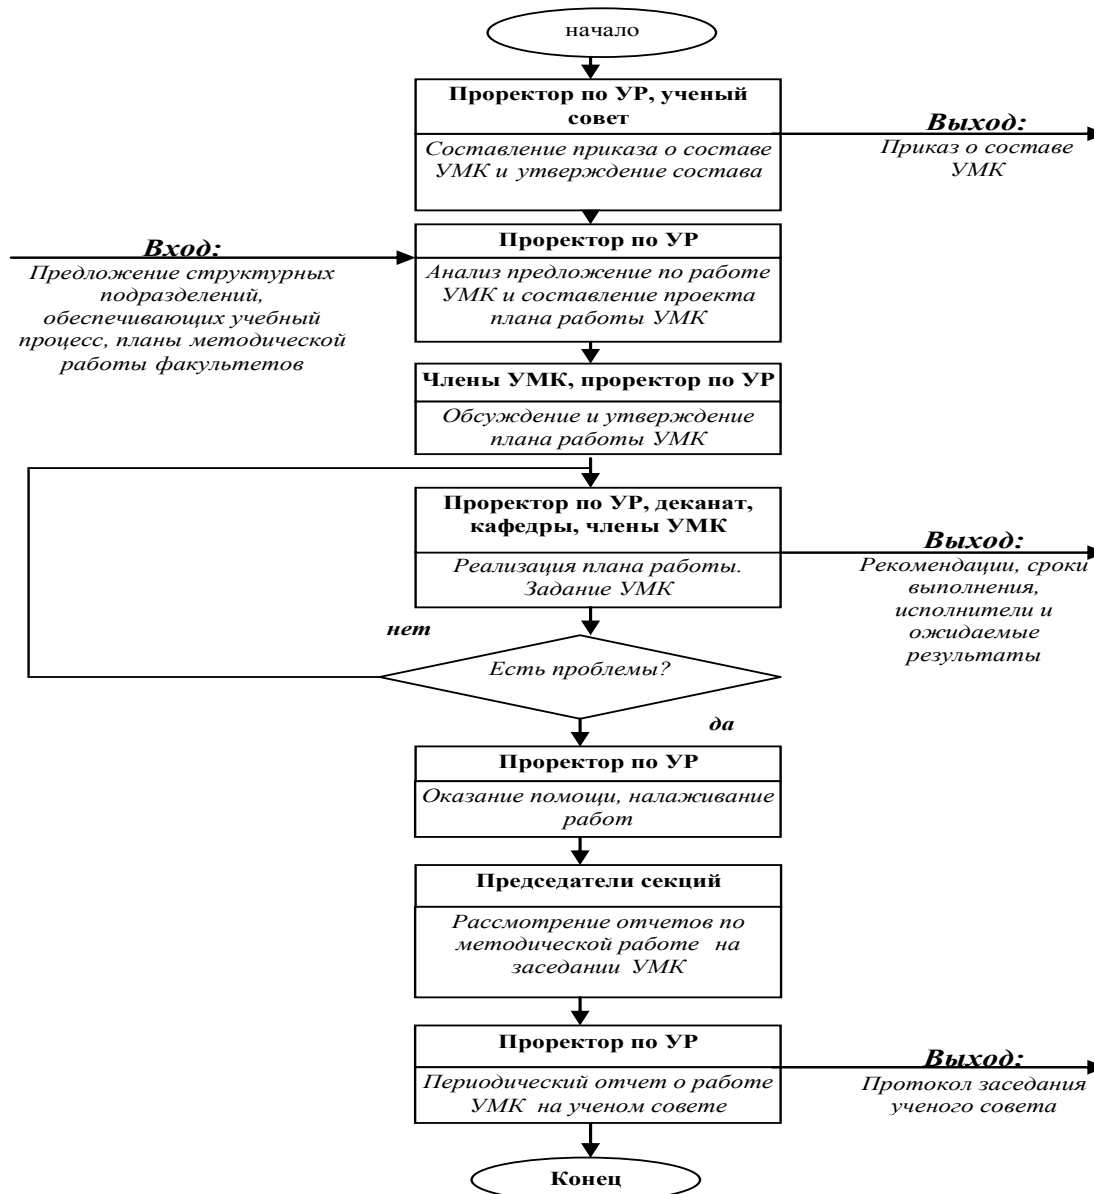 начало
Проректор по УР, ученый
совет
Составление приказа о составе
УМК и утверждение состава
Выход:
Приказ о составе
УМК
Вход:
Предложение структурных
подразделений,
обеспечивающих учебный
процесс, планы методической
работы факультетов
Проректор по УР
Анализ предложение по работе
УМК и составление проекта
плана работы УМК
Члены УМК, проректор по УР
Обсуждение и утверждение
плана работы УМК
Проректор по УР, деканат,
кафедры, члены УМК
Реализация плана работы.
Задание УМК
Выход:
Рекомендации, сроки
выполнения,
исполнители и
ожидаемые
результаты
нет
Есть проблемы?
да
Проректор по УР
Оказание помощи, налаживание
работ
Председатели секций
Рассмотрение отчетов по
методической работе на
заседании УМК
Проректор по УР
Периодический отчет о работе
УМК на ученом совете
Выход:
Протокол заседания
ученого совета
Конец